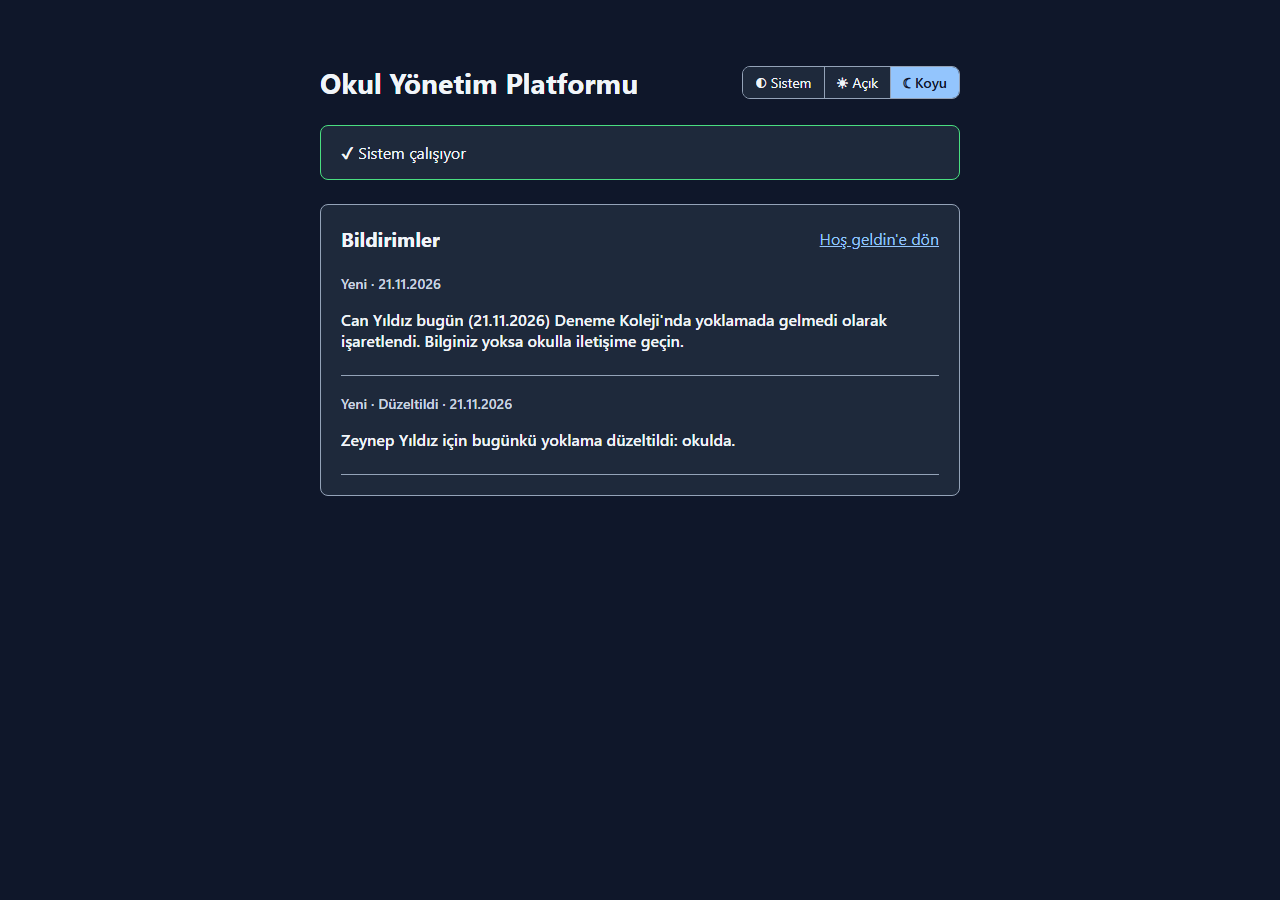 Okul Yönetim Platformu
Sistem
Açık
Koyu
✔ Sistem çalışıyor
Bildirimler
Hoş geldin'e dön
Yeni · 21.11.2026
Can Yıldız bugün (21.11.2026) Deneme Koleji'nda yoklamada gelmedi olarak
işaretlendi. Bilginiz yoksa okulla iletişime geçin.
Yeni · Düzeltildi · 21.11.2026
Zeynep Yıldız için bugünkü yoklama düzeltildi: okulda.